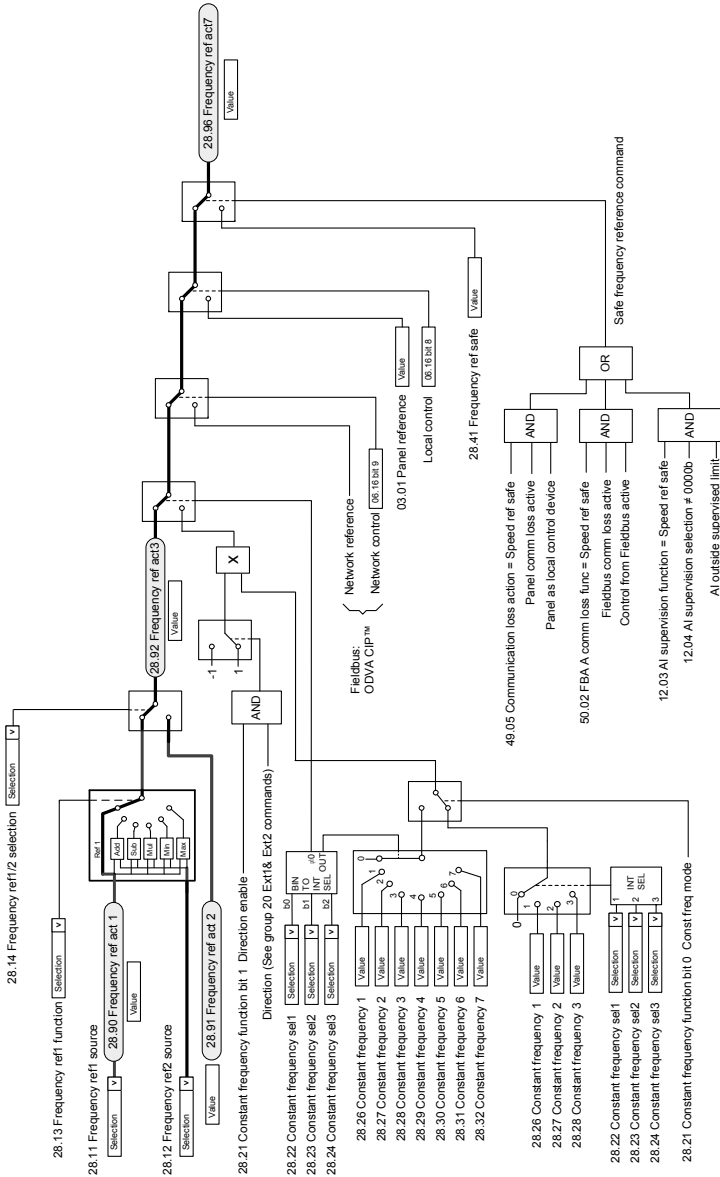 28.14 Frequency ref1/2 selection Selection v
28.13 Frequency ref1 function Selection v
28.11 Frequency ref1 source
Selection v
28.90 Frequency ref act 1
Value
Ref 1
Add
Sub
Mul
Min
Max
28.12 Frequency ref2 source
Selection v
Value
28.91 Frequency ref act 2
28.92 Frequency ref act3
Value
28.96 Frequency ref act7
Value
28.21 Constant frequency function bit 1 Direction enable
Direction (See group 20 Ext1& Ext2 commands)
AND
-1
1
X
28.22 Constant frequency sel1 Selection v b0
28.23 Constant frequency sel2 Selection v b1
28.24 Constant frequency sel3 Selection v b2
BIN
TO
INT
≠0
OUT
SEL
28.26 Constant frequency 1 Value
28.27 Constant frequency 2 Value
28.28 Constant frequency 3 Value
28.29 Constant frequency 4 Value
28.30 Constant frequency 5 Value
28.31 Constant frequency 6 Value
28.32 Constant frequency 7 Value
0
1
2
3
4
5
6
7
0
0
28.26 Constant frequency 1 Value 1
28.27 Constant frequency 2 Value 2
28.28 Constant frequency 3 Value 3
28.22 Constant frequency sel1 Selection v 1
28.23 Constant frequency sel2 Selection v 2
28.24 Constant frequency sel3 Selection v 3
INT
SEL
28.21 Constant frequency function bit 0 Const freq mode
Fieldbus:
ODVA CIP™
Network reference
Network control 06.16 bit 9
03.01 Panel reference Value
Local control 06.16 bit 8
28.41 Frequency ref safe Value
49.05 Communication loss action = Speed ref safe
Panel comm loss active
Panel as local control device
AND
50.02 FBA A comm loss func = Speed ref safe
Fieldbus comm loss active
Control from Fieldbus active
AND
12.03 AI supervision function = Speed ref safe
12.04 AI supervision selection ≠ 0000b
AI outside supervised limit
AND
OR
Safe frequency reference command